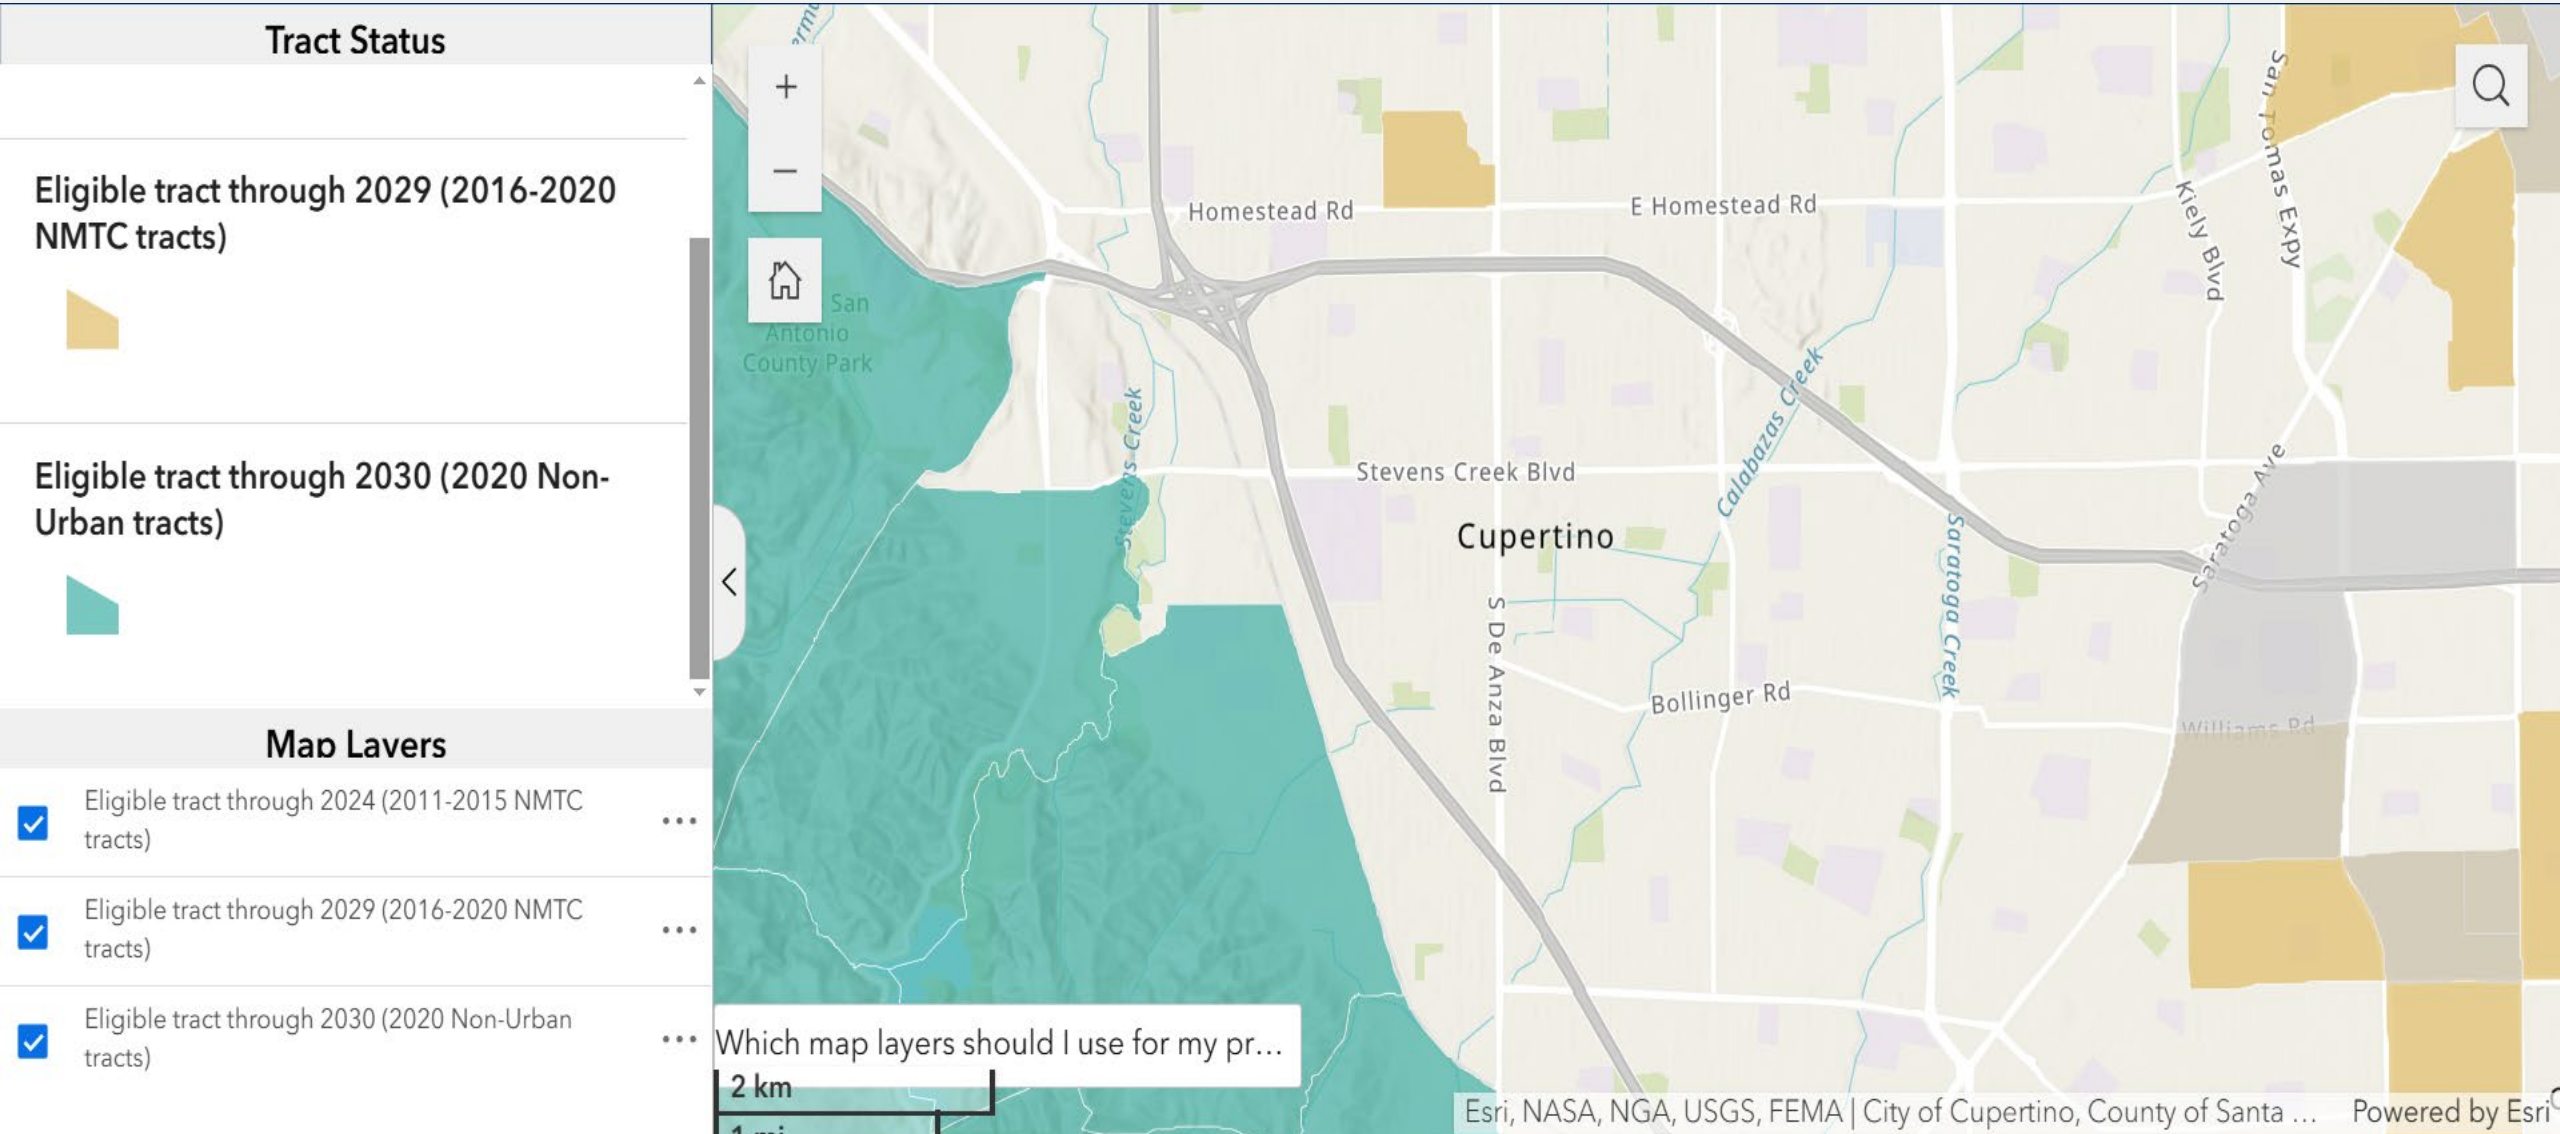 Tract Status
Eligible tract through 2029 (2016-2020
NMTC tracts)
Eligible tract through 2030 (2020 Non-
Urban tracts)
Map Layers
Eligible tract through 2024 (2011-2015 NMTC
tracts)
Eligible tract through 2029 (2016-2020 NMTC
tracts)
Eligible tract through 2030 (2020 Non-Urban
tracts)
San
Antonio
County Park
Homestead Rd
E Homestead Rd
Kiely Blvd
San Tomas Expy
Stevens Creek
Stevens Creek Blvd
Calabazas Creek
Cupertino
Saratoga Ave
Saratoga Creek
S De Anza Blvd
Bollinger Rd
Williams Rd
Which map layers should I use for my pr...
2 km
1 mi
Esri, NASA, NGA, USGS, FEMA | City of Cupertino, County of Santa ...
Powered by Esri